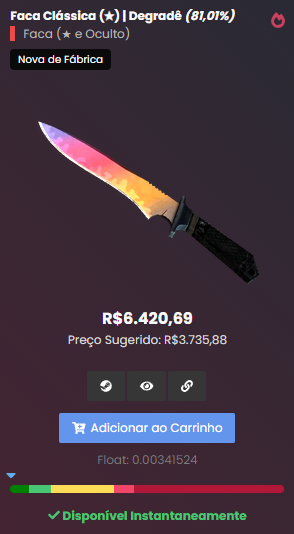 Faca Clássica (★) | Degradê (81,01%)
Faca (★ e Oculto)
Nova de Fábrica
R$6.420,69
Preço Sugerido: R$3.735,88
Adicionar ao Carrinho
Float: 0.00341524
Disponível Instantaneamente